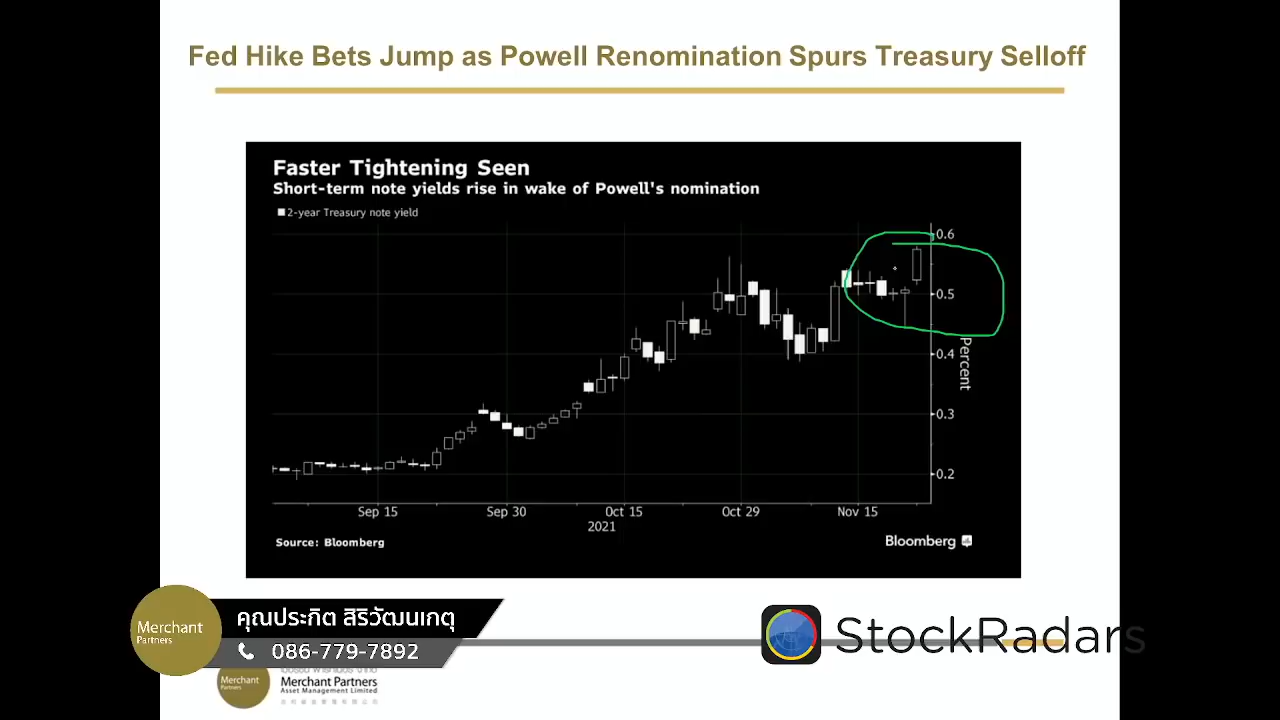 Fed Hike Bets Jump as Powell Renomination Spurs Treasury Selloff
Faster Tightening Seen
Short-term note yields rise in wake of Powell's nomination
2-year Treasury note yield
0.6
0.5
0.4
0.3
0.2
Percent
Sep 15
Sep 30
Oct 15
Oct 29
Nov 15
2021
Source: Bloomberg
Bloomberg
Merchant
Partners
คุณประกิต สิริวัฒนเกตุ
086-779-7892
StockRadars
Merchant
Partners
Merchant Partners
Asset Management Limited